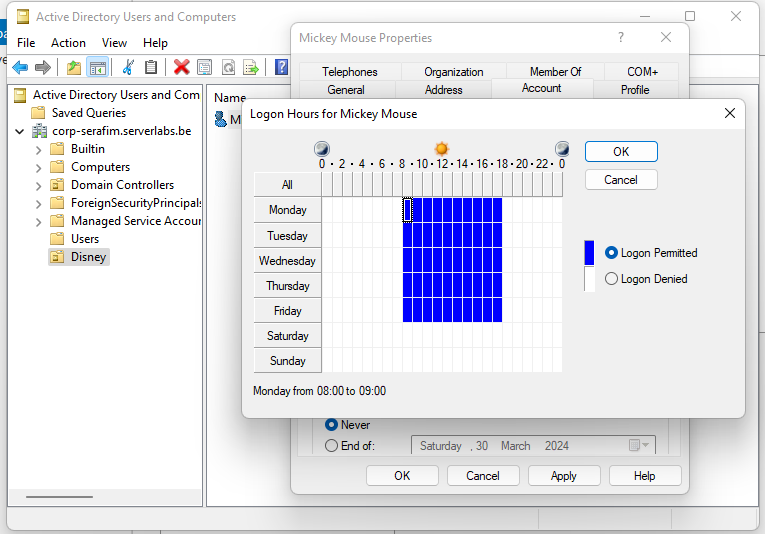 Active Directory Users and Computers
File Action View Help
Active Directory Users and Com
Saved Queries
corp-serafim.serverlabs.be
Builtin
Computers
Domain Controllers
ForeignSecurityPrincipals
Managed Service Accour
Users
Disney
Name
M
Mickey Mouse Properties
?
Telephones Organization Member Of COM+
General Address Account Profile
Logon Hours for Mickey Mouse
0 · 2 · 4 · 6 · 8 · 10 · 12 · 14 · 16 · 18 · 20 · 22 · 0
All
Monday
Tuesday
Wednesday
Thursday
Friday
Saturday
Sunday
Monday from 08:00 to 09:00
OK
Cancel
Logon Permitted
Logon Denied
Never
End of: Saturday , 30 March 2024
OK Cancel Apply Help